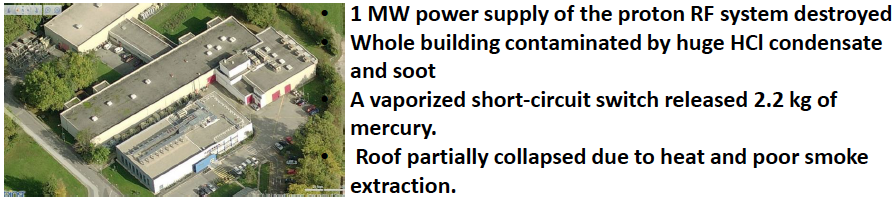 1 MW power supply of the proton RF system destroyed
Whole building contaminated by huge HCl condensate
and soot
A vaporized short-circuit switch released 2.2 kg of
mercury.
Roof partially collapsed due to heat and poor smoke
extraction.